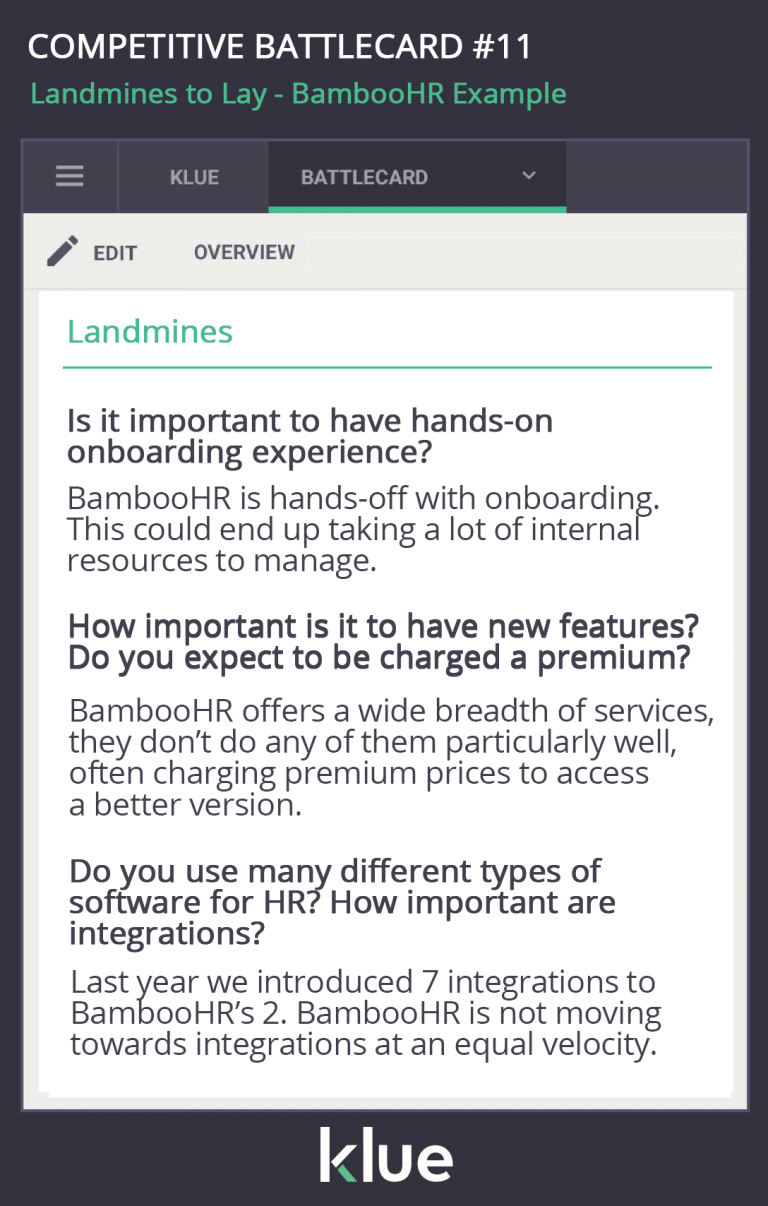 COMPETITIVE BATTLECARD #11
Landmines to Lay - BambooHR Example
KLUE BATTLECARD
EDIT OVERVIEW
Landmines
Is it important to have hands-on
onboarding experience?
BambooHR is hands-off with onboarding.
This could end up taking a lot of internal
resources to manage.
How important is it to have new features?
Do you expect to be charged a premium?
BambooHR offers a wide breadth of services,
they don’t do any of them particularly well,
often charging premium prices to access
a better version.
Do you use many different types of
software for HR? How important are
integrations?
Last year we introduced 7 integrations to
BambooHR’s 2. BambooHR is not moving
towards integrations at an equal velocity.
klue